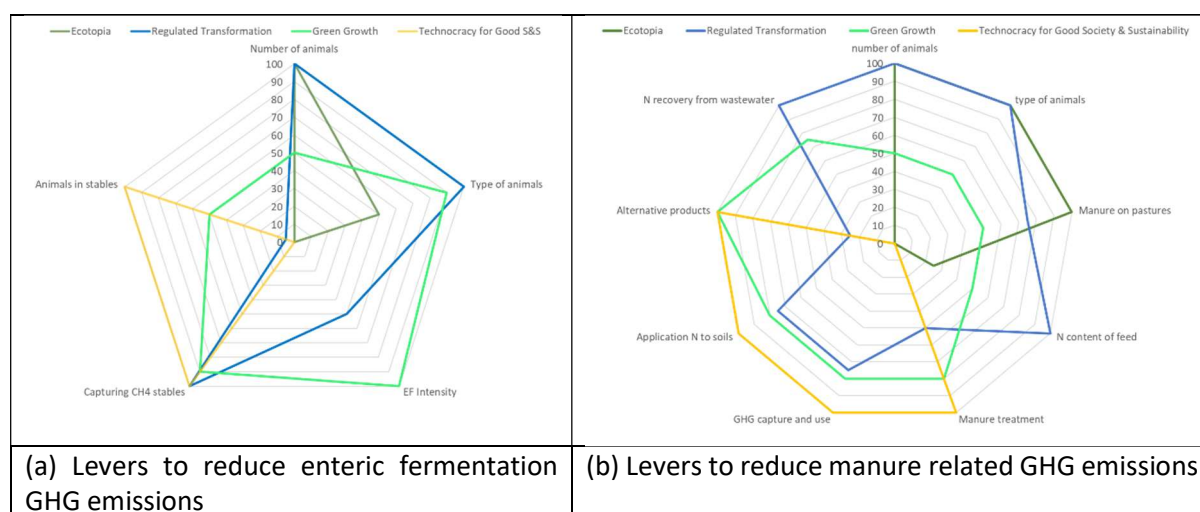 Ecotopia Regulated Transformation Green Growth Technocracy for Good S&S
Number of animals
100
90
80
70
60
50
40
30
20
10
0
Type of animals
EF Intensity
Capturing CH4 stables
Animals in stables
(a) Levers to reduce enteric fermentation
GHG emissions
Ecotopia Regulated Transformation Green Growth Technocracy for Good Society & Sustainability
number of animals
100
90
80
70
60
50
40
30
20
10
0
type of animals
Manure on pastures
N content of feed
Manure treatment
GHG capture and use
Application N to soils
Alternative products
N recovery from wastewater
(b) Levers to reduce manure related GHG emissions